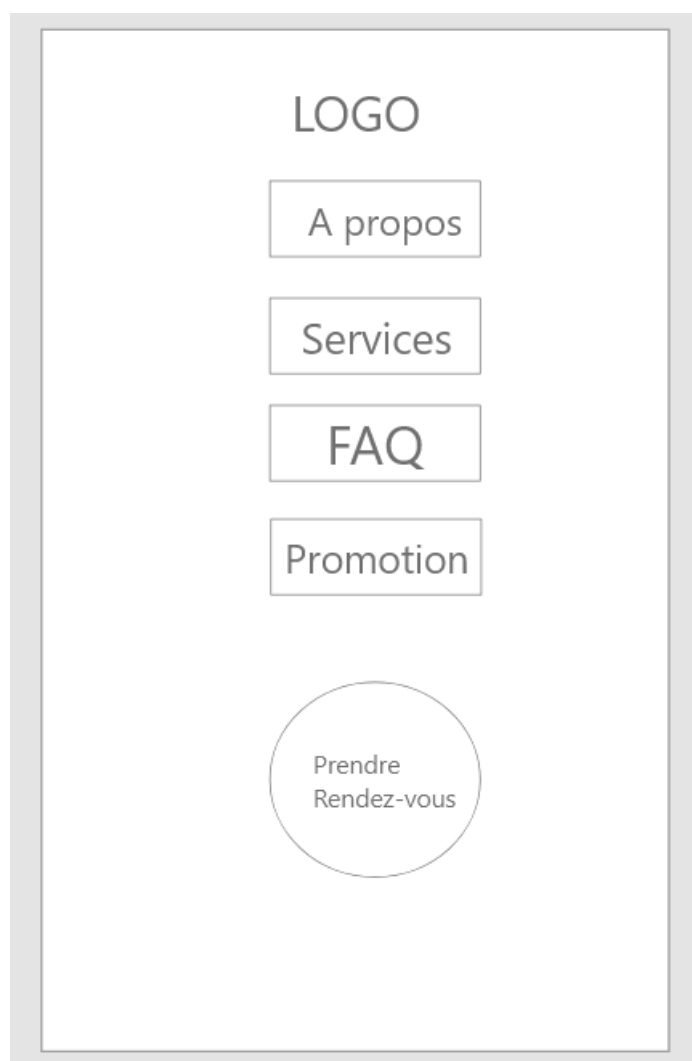 LOGO
A propos
Services
FAQ
Promotion
Prendre
Rendez-vous